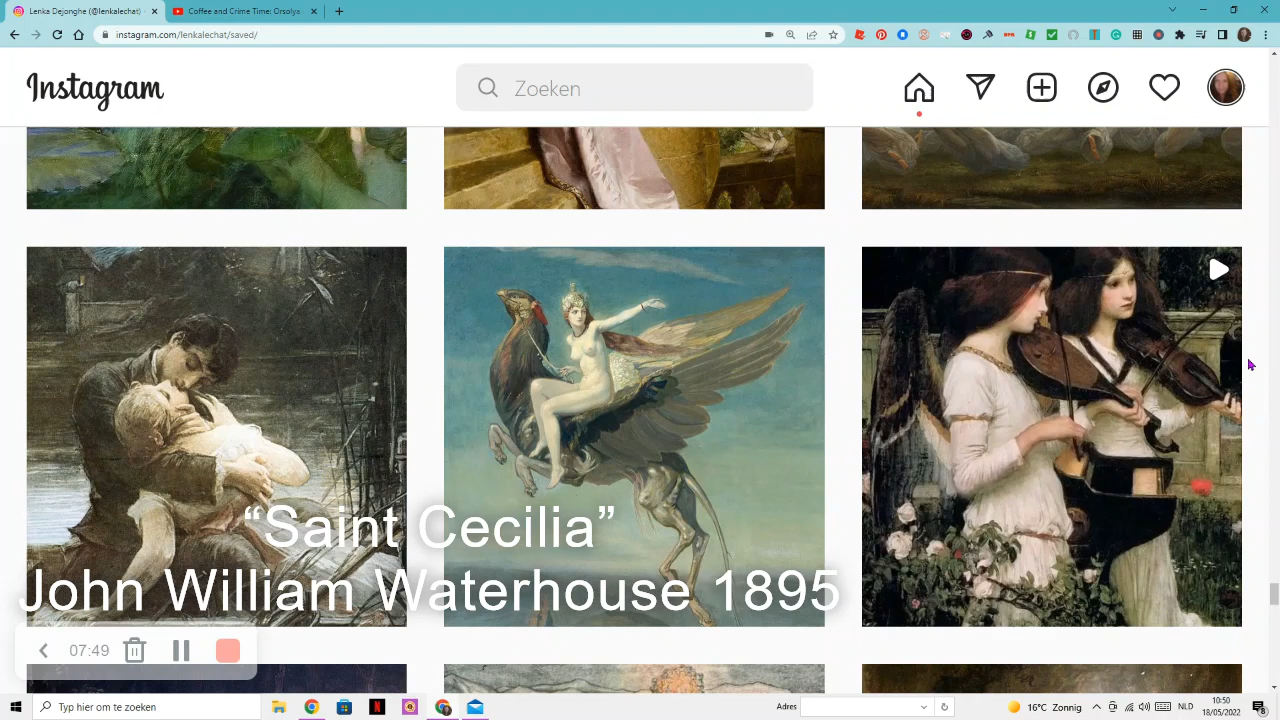 Lenka Dejonghe (@lenkalechat)
Coffee and Crime Time: Orsolya
instagram.com/lenkalechat/saved/
Instagram
Zoeken
“Saint Cecilia”
John William Waterhouse 1895
07:49
Typ hier om te zoeken
Adres
16°C Zonnig
NLD
10:50
18/05/2022
8